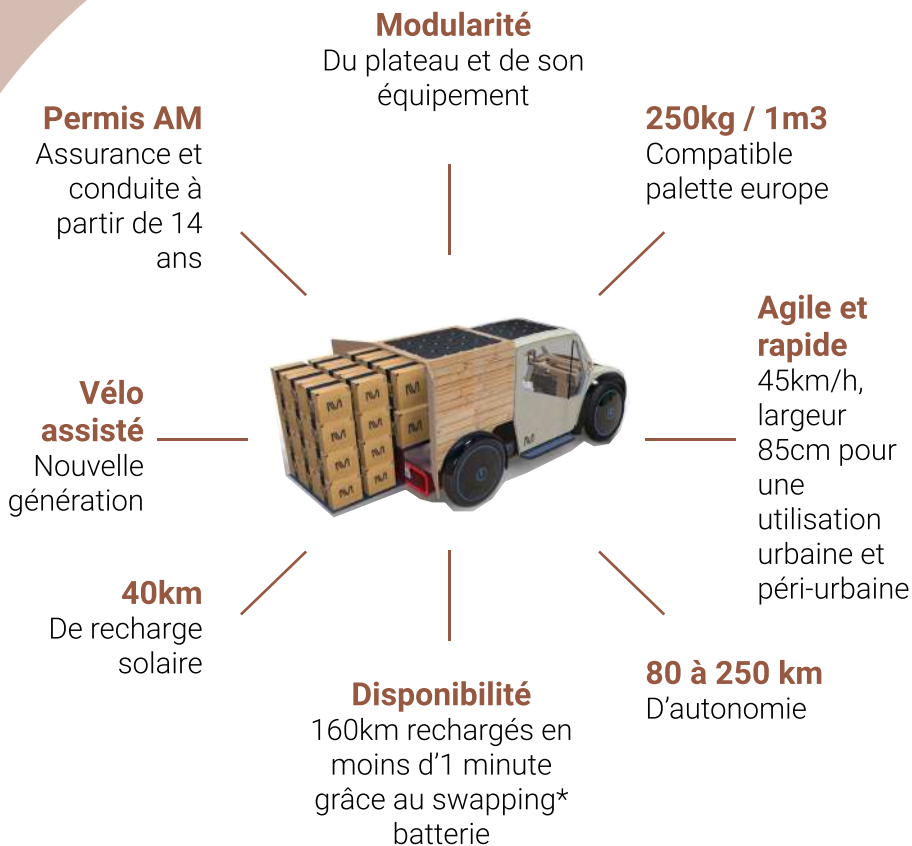 Modularité
Du plateau et de son
équipement
Permis AM
Assurance et
conduite à
partir de 14
ans
250kg / 1m3
Compatible
palette europe
Agile et
rapide
45km/h,
largeur
85cm pour
une
utilisation
urbaine et
péri-urbaine
Vélo
assisté
Nouvelle
génération
40km
De recharge
solaire
Disponibilité
160km rechargés en
moins d'1 minute
grâce au swapping*
batterie
80 à 250 km
D'autonomie